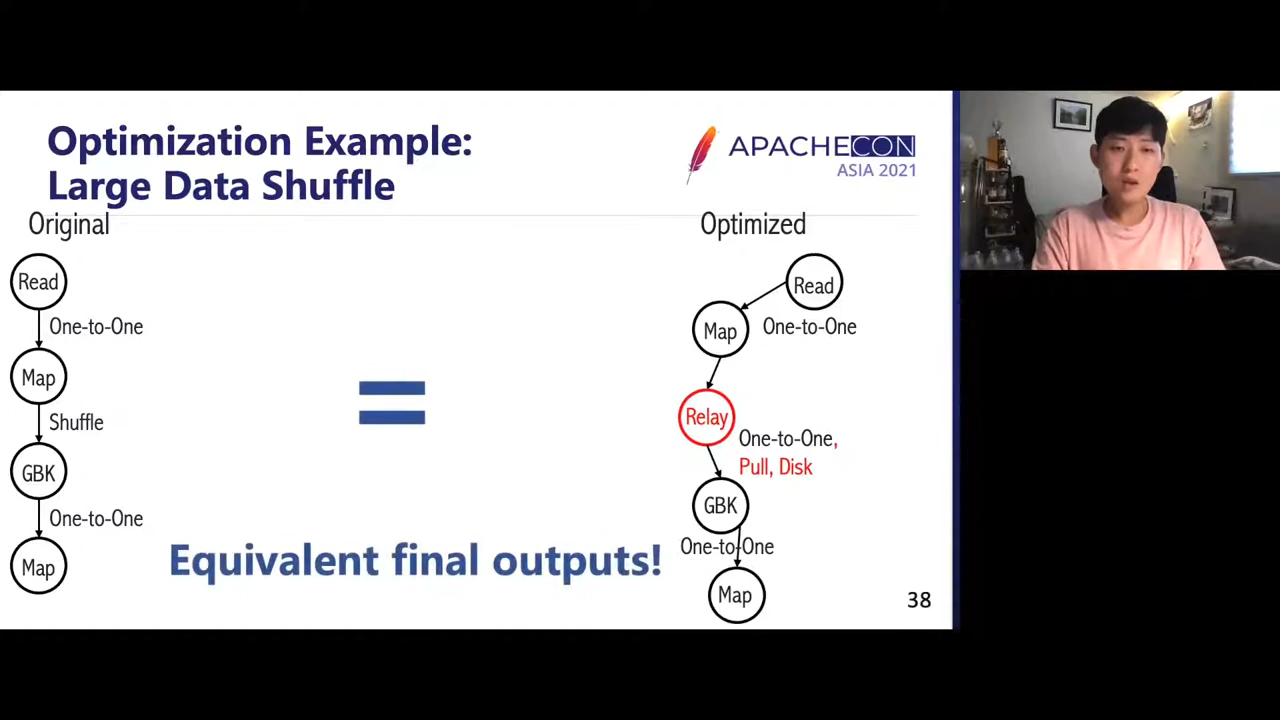 Optimization Example:
Large Data Shuffle
APACHECON
ASIA 2021
Original
Read
One-to-One
Map
Shuffle
GBK
One-to-One
Map
=
Equivalent final outputs!
Optimized
Read
Map
One-to-One
Relay
One-to-One,
Pull, Disk
GBK
One-to-One
Map
38